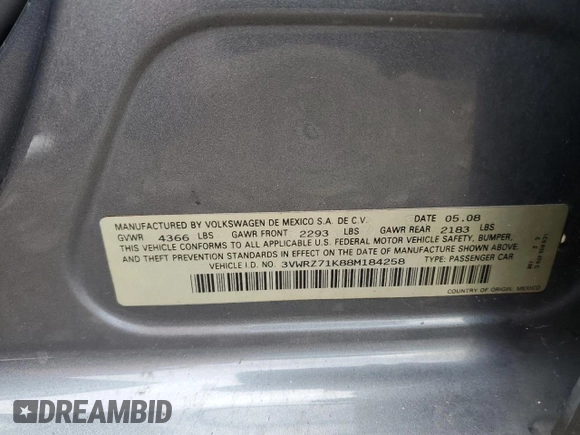 MANUFACTURED BY VOLKSWAGEN DE MEXICO S.A. DE C.V. DATE 05.08
GVWR 4366 LBS GAWR FRONT 2293 LBS GAWR REAR 2183 LBS
THIS VEHICLE CONFORMS TO ALL APPLICABLE U.S. FEDERAL MOTOR VEHICLE SAFETY, BUMPER,
AND THEFT PREVENTION STANDARDS IN EFFECT ON THE DATE OF MANUFACTURE SHOWN ABOVE.
VEHICLE I.D. NO. 3VWRZ71K88M184258 TYPE: PASSENGER CAR
COUNTRY OF ORIGIN, MEXICO
DREAMBID